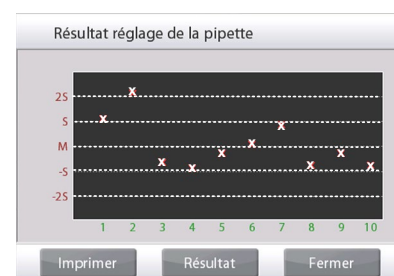 Résultat réglage de la pipette
2S
S
M
-S
-2S
x x x x x x x x x x
1 2 3 4 5 6 7 8 9 10
Imprimer Résultat Fermer